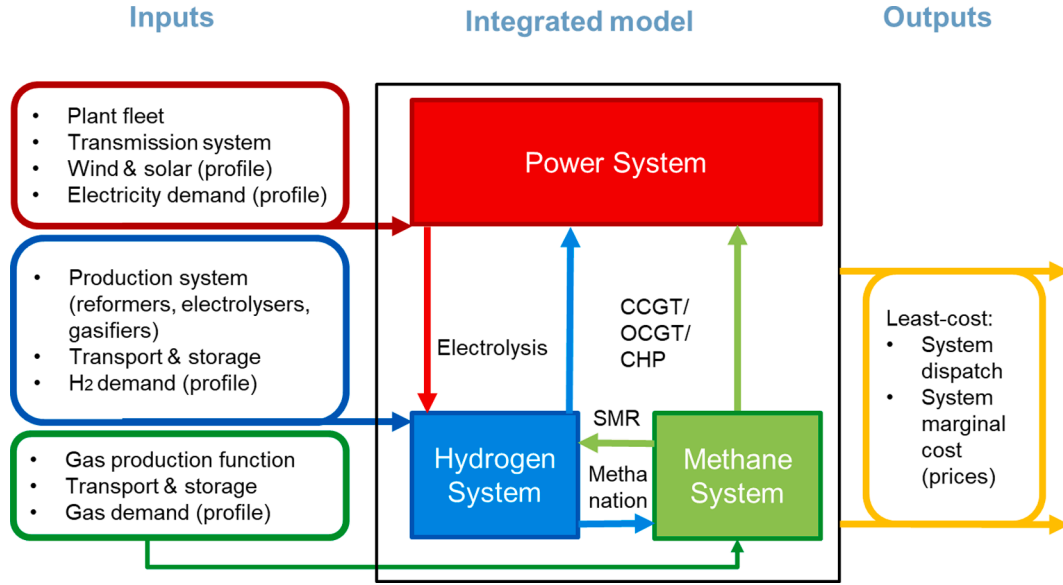 Inputs
Integrated model
Outputs
• Plant fleet
• Transmission system
• Wind & solar (profile)
• Electricity demand (profile)
• Production system
(reformers, electrolysers,
gasifiers)
• Transport & storage
• H2 demand (profile)
• Gas production function
• Transport & storage
• Gas demand (profile)
Power System
Electrolysis
CCGT/
OCGT/
CHP
SMR
Hydrogen
System
Metha
nation
Methane
System
Least-cost:
• System
dispatch
• System
marginal
cost
(prices)